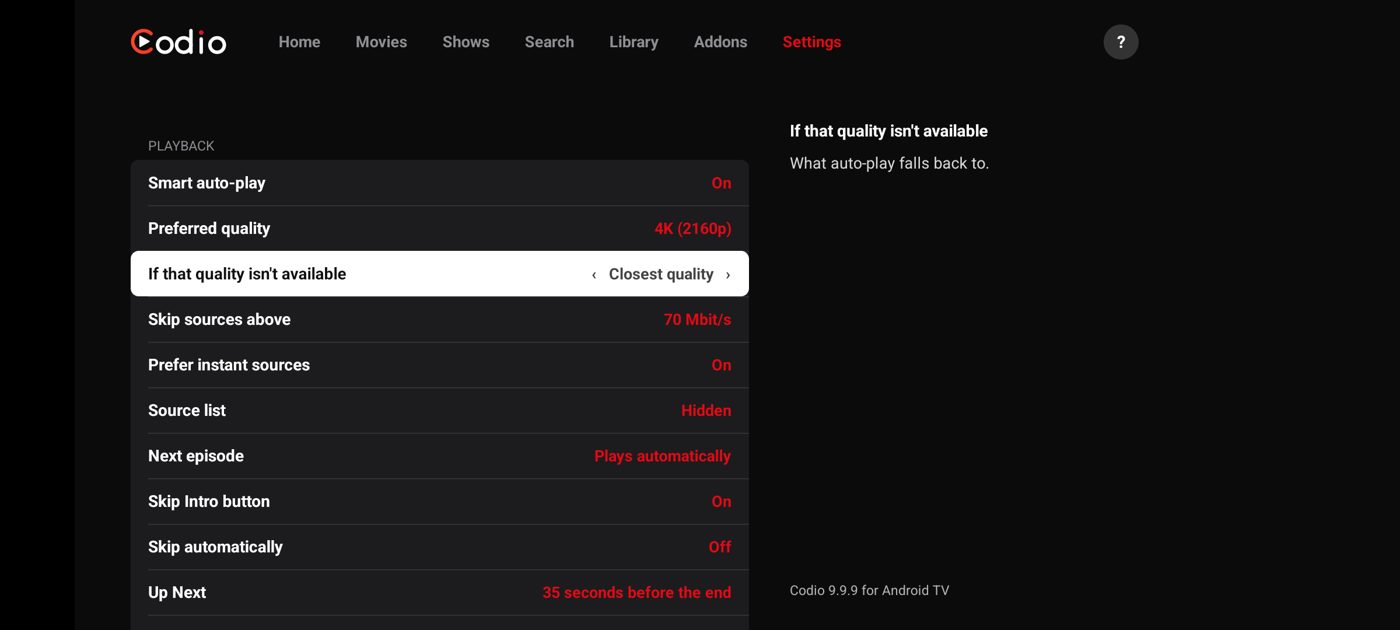 Codio
Home Movies Shows Search Library Addons Settings ?
If that quality isn't available
What auto-play falls back to.
PLAYBACK
Smart auto-play On
Preferred quality 4K (2160p)
If that quality isn't available ‹ Closest quality ›
Skip sources above 70 Mbit/s
Prefer instant sources On
Source list Hidden
Next episode Plays automatically
Skip Intro button On
Skip automatically Off
Up Next 35 seconds before the end
Codio 9.9.9 for Android TV